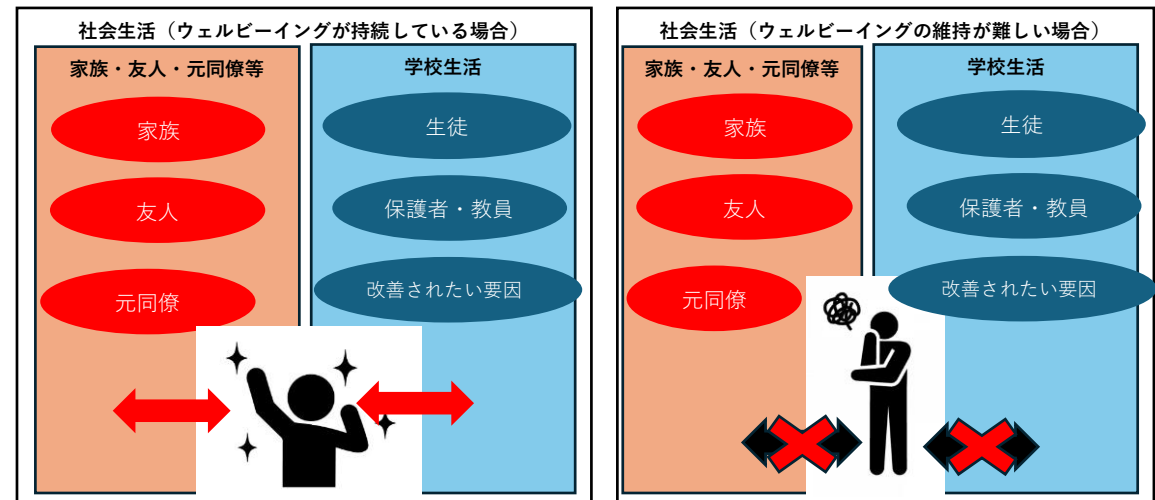 社会生活（ウェルビーイングが持続している場合）
家族・友人・元同僚等
学校生活
家族
生徒
友人
保護者・教員
元同僚
改善されたい要因
社会生活（ウェルビーイングの維持が難しい場合）
家族・友人・元同僚等
学校生活
家族
生徒
友人
保護者・教員
元同僚
改善されたい要因